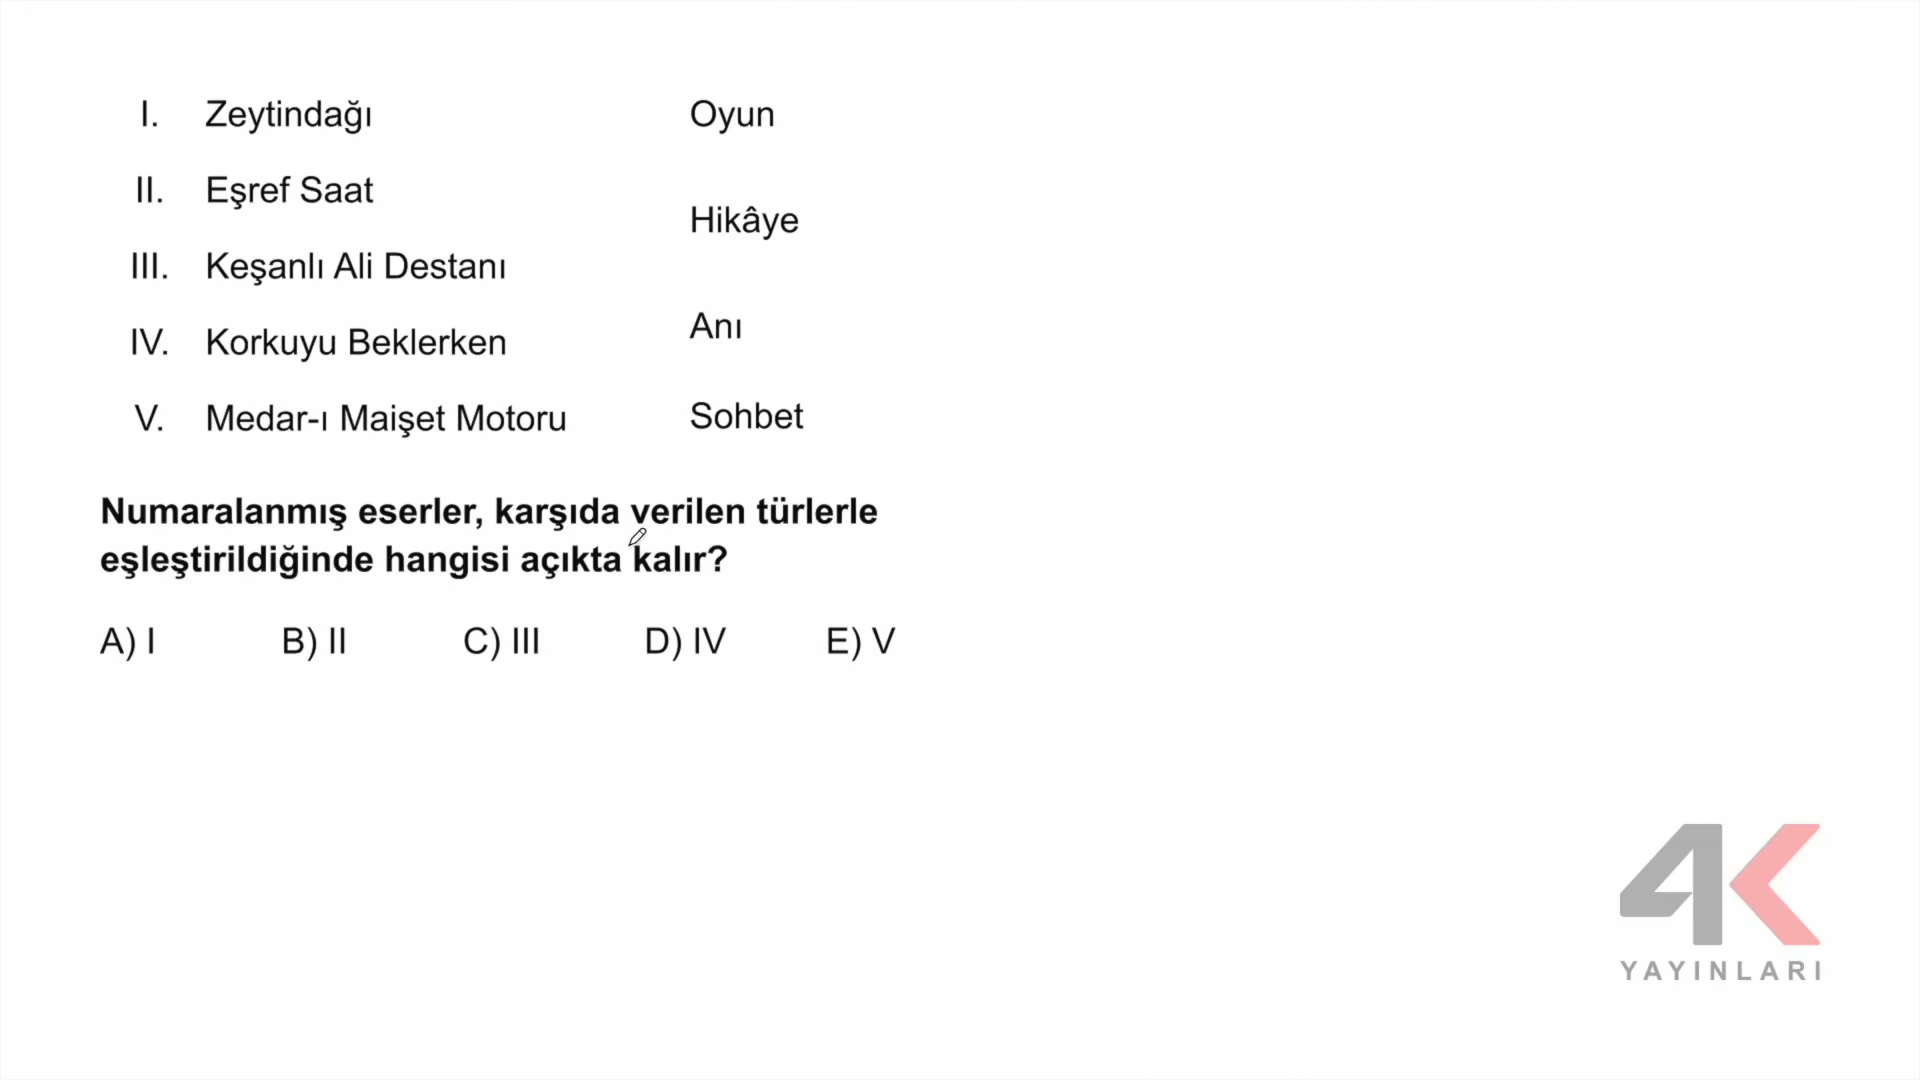 I. Zeytindağı
II. Eşref Saat
III. Keşanlı Ali Destanı
IV. Korkuyu Beklerken
V. Medar-ı Maişet Motoru
Oyun
Hikâye
Anı
Sohbet
Numaralanmış eserler, karşıda verilen türlerle
eşleştirildiğinde hangisi açıkta kalır?
A) I B) II C) III D) IV E) V
4K
YAYINLARI